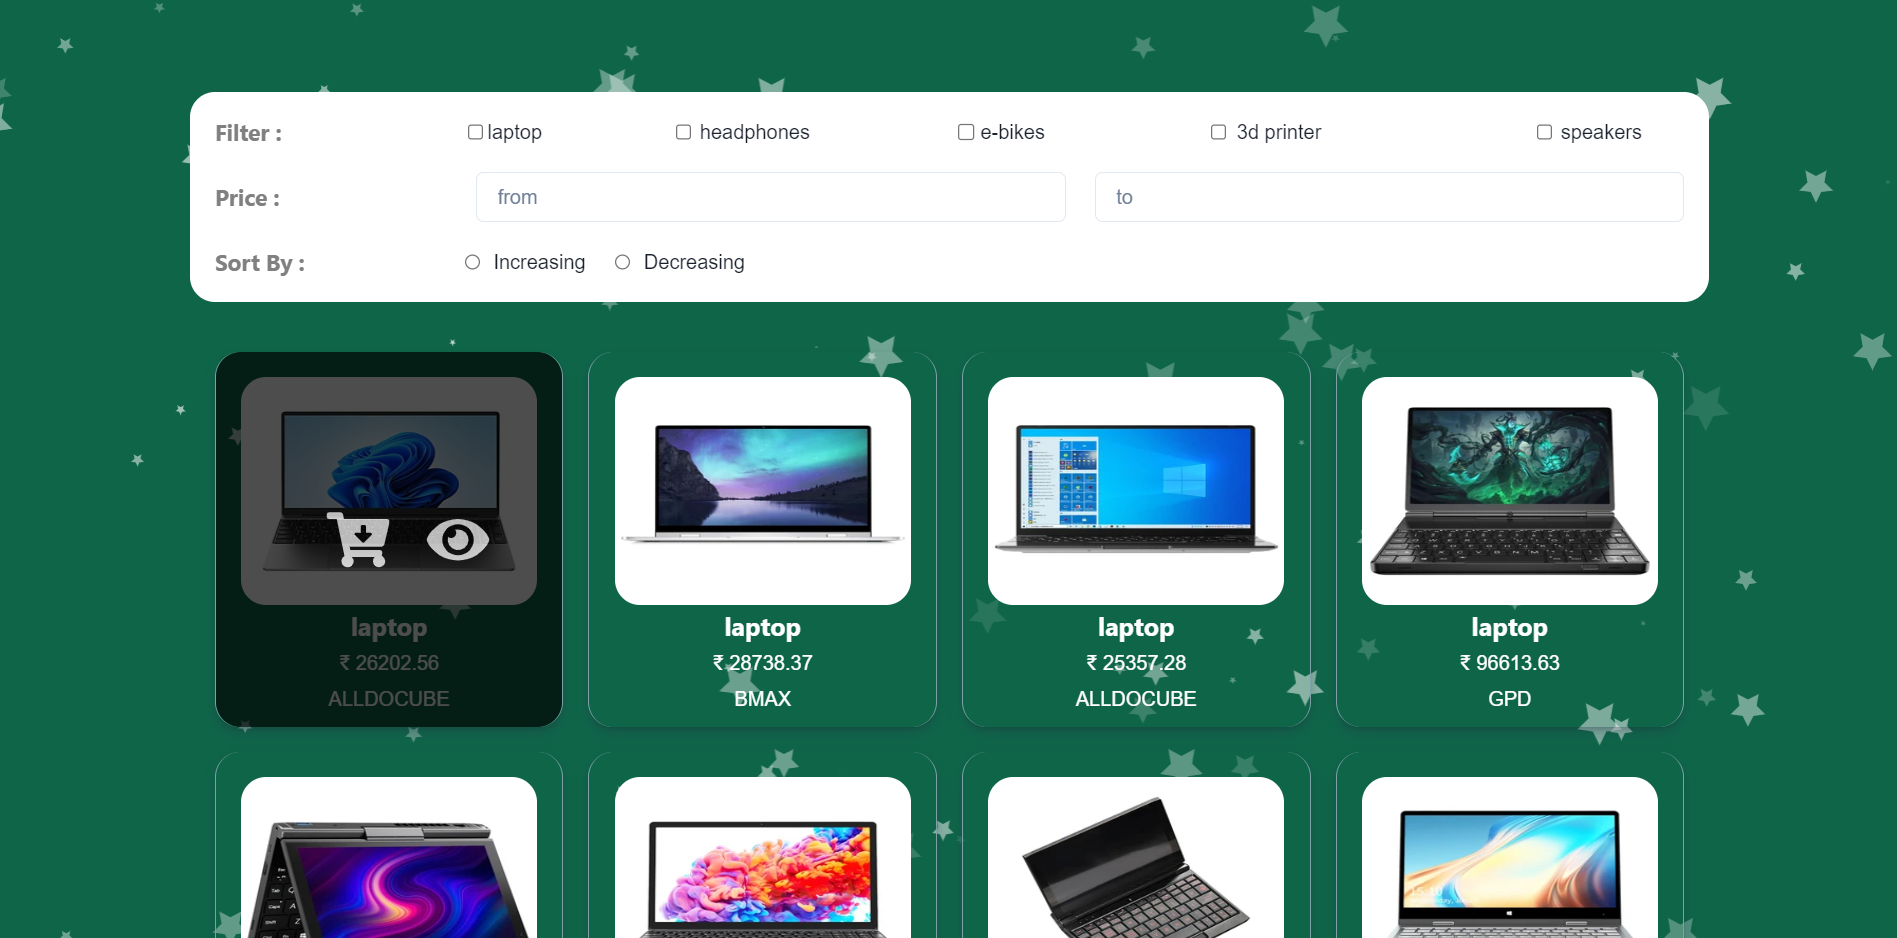 Filter : laptop headphones e-bikes 3d printer speakers
Price : from to
Sort By : Increasing Decreasing
laptop laptop laptop laptop
₹ 26202.56 ₹ 28738.37 ₹ 25357.28 ₹ 96613.63
ALLDOCUBE BMAX ALLDOCUBE GPD